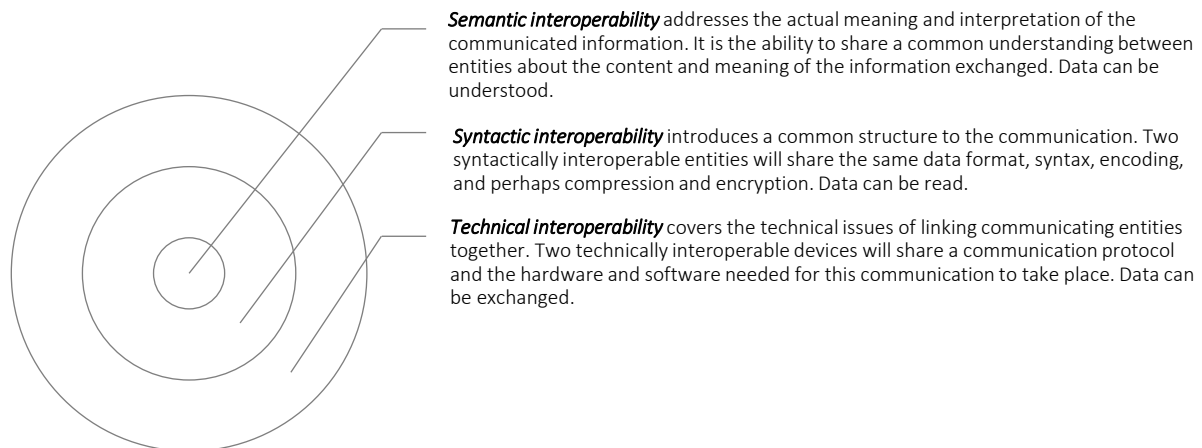 Semantic interoperability addresses the actual meaning and interpretation of the
communicated information. It is the ability to share a common understanding between
entities about the content and meaning of the information exchanged. Data can be
understood.
Syntactic interoperability introduces a common structure to the communication. Two
syntactically interoperable entities will share the same data format, syntax, encoding,
and perhaps compression and encryption. Data can be read.
Technical interoperability covers the technical issues of linking communicating entities
together. Two technically interoperable devices will share a communication protocol
and the hardware and software needed for this communication to take place. Data can
be exchanged.